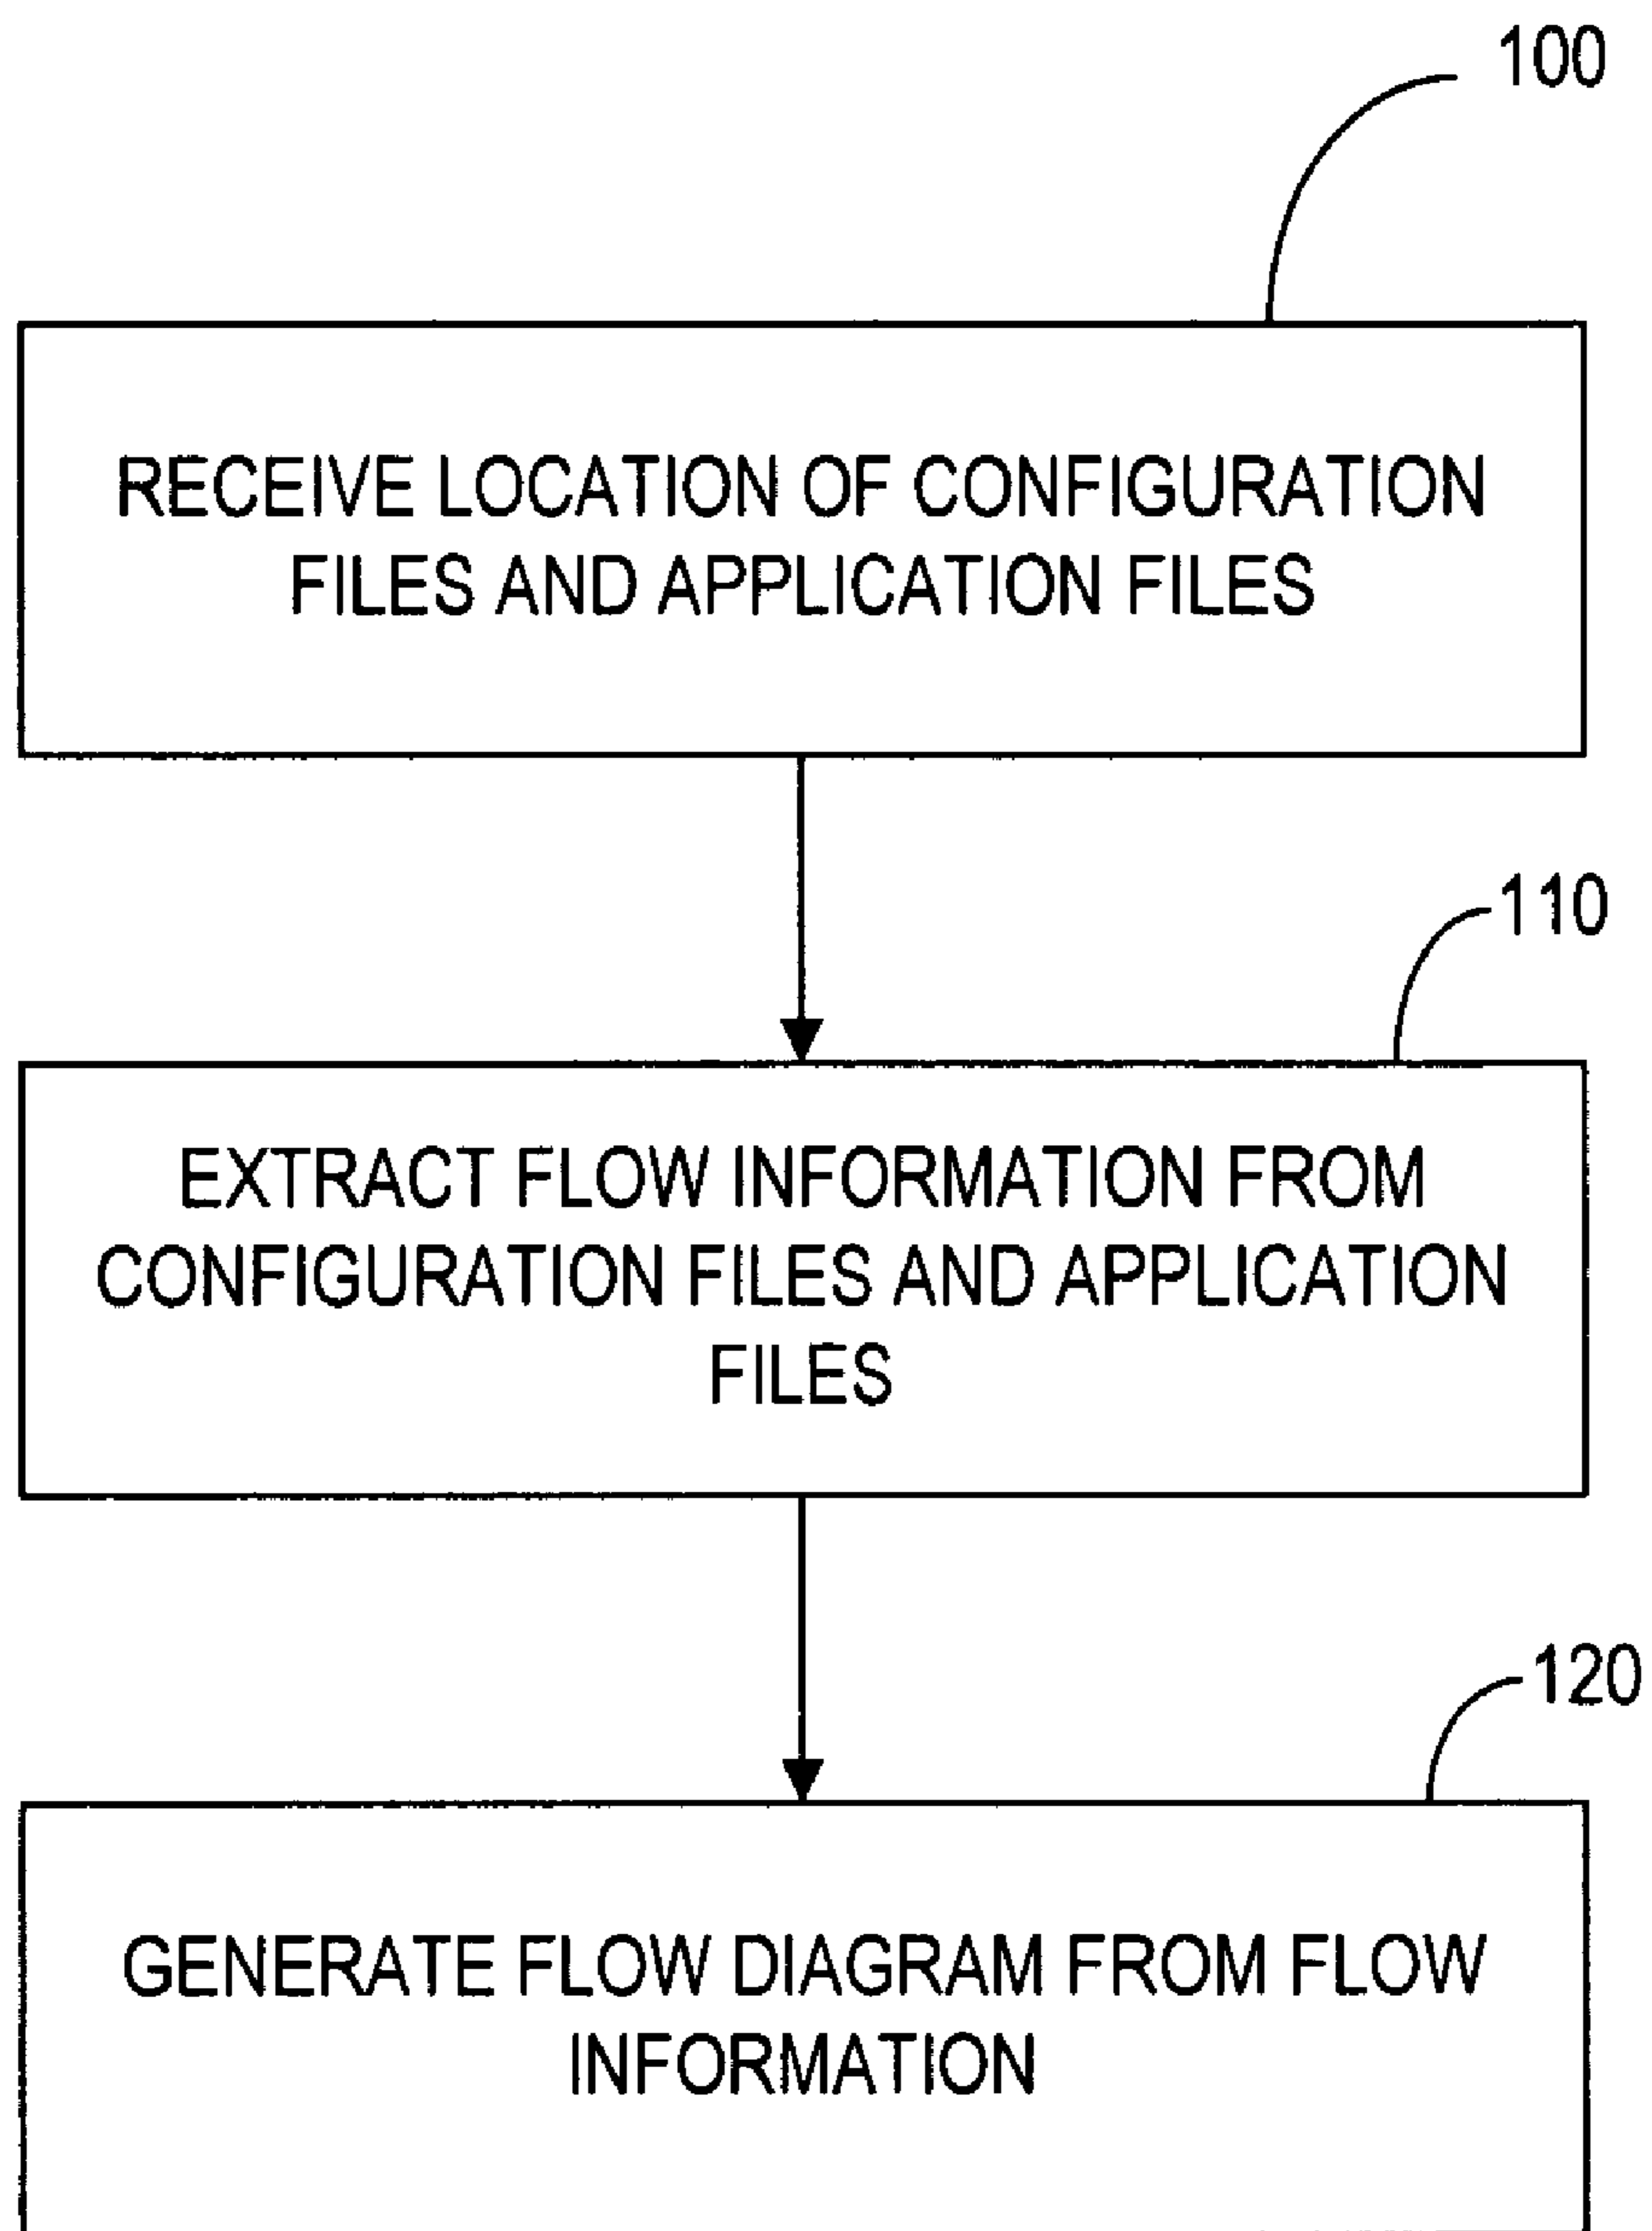 100
RECEIVE LOCATION OF CONFIGURATION
FILES AND APPLICATION FILES
110
EXTRACT FLOW INFORMATION FROM
CONFIGURATION FILES AND APPLICATION
FILES
120
GENERATE FLOW DIAGRAM FROM FLOW
INFORMATION